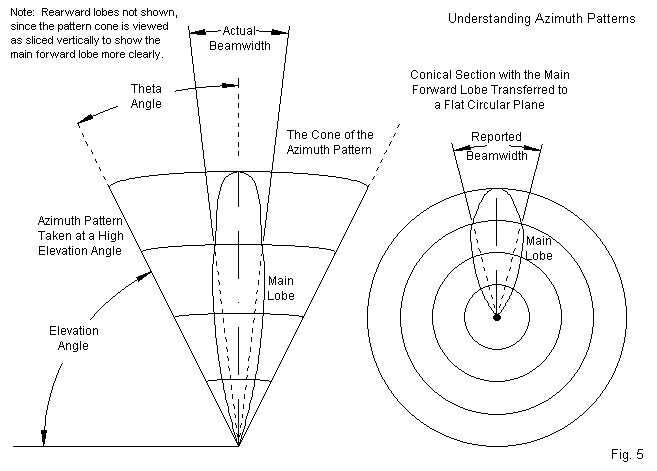 Note: Rearward lobes not shown,
since the pattern cone is viewed
as sliced vertically to show the
main forward lobe more clearly.
Understanding Azimuth Patterns
Actual
Beamwidth
Theta
Angle
Conical Section with the Main
Forward Lobe Transferred to
a Flat Circular Plane
The Cone of the
Azimuth Pattern
Reported
Beamwidth
Azimuth Pattern
Taken at a High
Elevation Angle
Main
Lobe
Main
Lobe
Elevation
Angle
Fig. 5